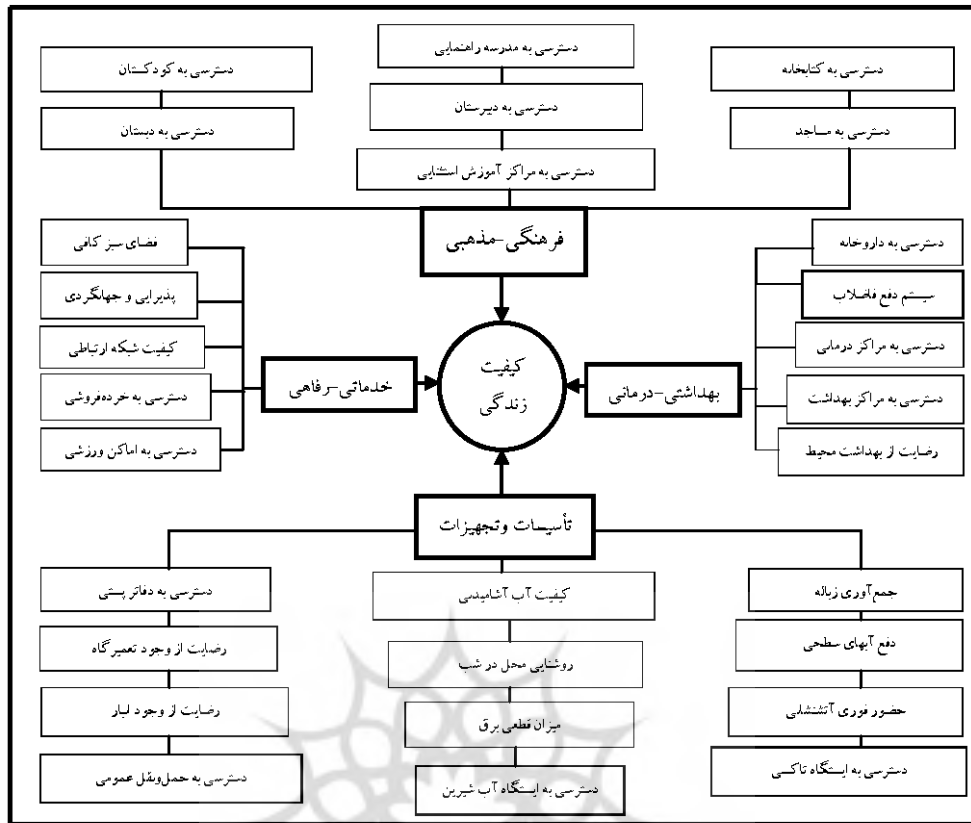 دسترسی به مدرسه راهنمایی
دسترسی به کتابخانه
دسترسی به کودکستان
دسترسی به دبیرستان
دسترسی به مساجد
دسترسی به دبستان
دسترسی به مراکز آموزش استثنایی
فرهنگی-مذهبی
دسترسی به داروخانه
سیستم دفع فاضلاب
دسترسی به مراکز درمانی
دسترسی به مراکز بهداشت
رضایت از بهداشت محیط
بهداشتی-درمانی
کیفیت
زندگی
خدماتی-رفاهی
فضای سبز کافی
پذیرایی و جهانگردی
کیفیت شبکه ارتباطی
دسترسی به خرده‌فروشی
دسترسی به اماکن ورزشی
تأسیسات وتجهیزات
جمع‌آوری زباله
دفع آبهای سطحی
حضور فوری آتشنشانی
دسترسی به ایستگاه تاکسی
کیفیت آب آشامیدنی
روشنایی محل در شب
میزان قطعی برق
دسترسی به ایستگاه آب شیرین
دسترسی به دفاتر پستی
رضایت از وجود تعمیرگاه
رضایت از وجود انبار
دسترسی به حمل‌ونقل عمومی